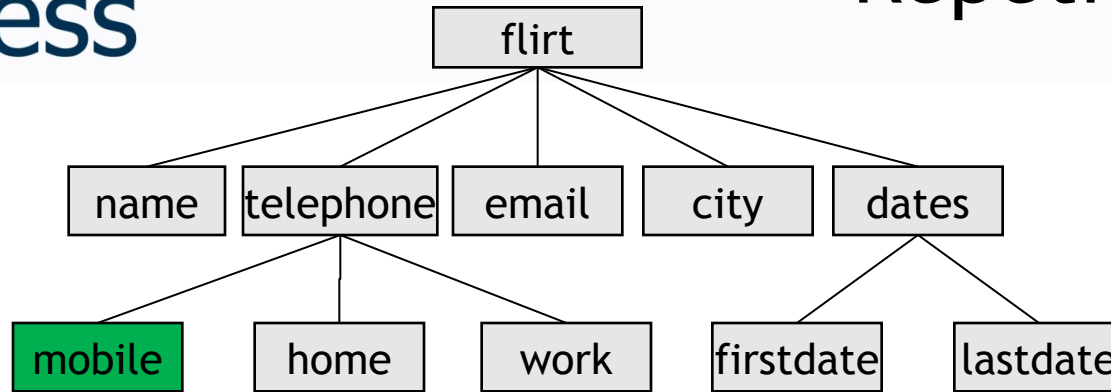 ess
flirt
name
telephone
email
city
dates
mobile
home
work
firstdate
lastdate